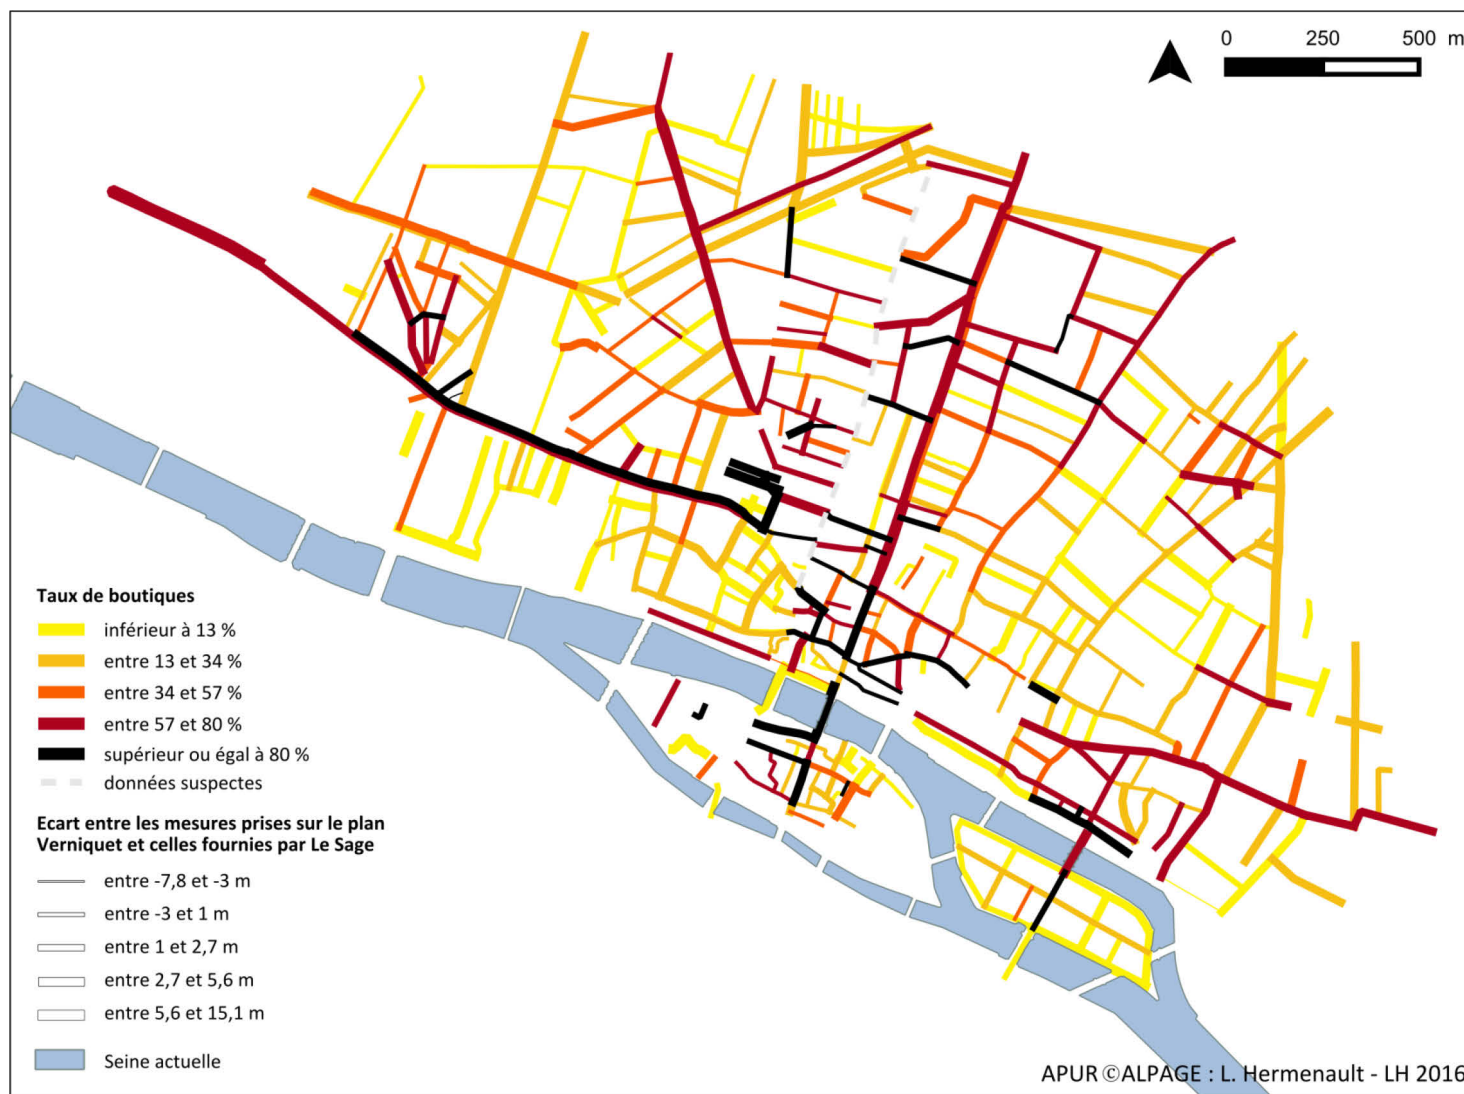 0 250 500 m
Taux de boutiques
inférieur à 13 %
entre 13 et 34 %
entre 34 et 57 %
entre 57 et 80 %
supérieur ou égal à 80 %
données suspectes
Ecart entre les mesures prises sur le plan
Verniquet et celles fournies par Le Sage
entre -7,8 et -3 m
entre -3 et 1 m
entre 1 et 2,7 m
entre 2,7 et 5,6 m
entre 5,6 et 15,1 m
Seine actuelle
APUR ©ALPAGE : L. Hermenault - LH 2016